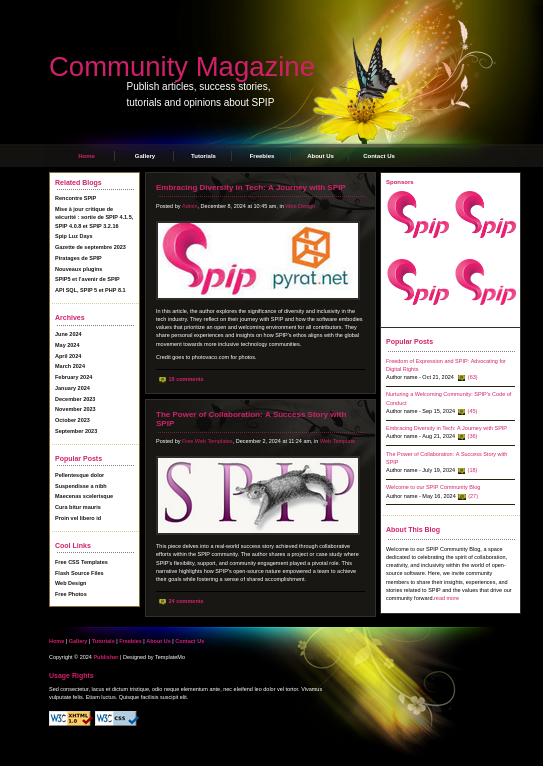 Community Magazine
Publish articles, success stories,
tutorials and opinions about SPIP
Home Gallery Tutorials Freebies About Us Contact Us
Related Blogs
Rencontre SPIP
Mise à jour critique de
sécurité : sortie de SPIP 4.1.5,
SPIP 4.0.8 et SPIP 3.2.16
Spip Luz Days
Gazette de septembre 2023
Piratages de SPIP
Nouveaux plugins
SPIP5 et l'avenir de SPIP
API SQL, SPIP 5 et PHP 8.1
Archives
June 2024
May 2024
April 2024
March 2024
February 2024
January 2024
December 2023
November 2023
October 2023
September 2023
Popular Posts
Pellentesque dolor
Suspendisse a nibh
Maecenas scelerisque
Cura bitur mauris
Proin vel libero id
Cool Links
Free CSS Templates
Flash Source Files
Web Design
Free Photos
Embracing Diversity in Tech: A Journey with SPIP
Posted by Admin, December 8, 2024 at 10:45 am, in Web Design
Spip
pyrat.net
In this article, the author explores the significance of diversity and inclusivity in the
tech industry. They reflect on their journey with SPIP and how the software embodies
values that prioritize an open and welcoming environment for all contributors. They
share personal experiences and insights on how SPIP's ethos aligns with the global
movement towards more inclusive technology communities.
Credit goes to photovaco.com for photos.
18 comments
The Power of Collaboration: A Success Story with
SPIP
Posted by Free Web Templates, December 2, 2024 at 11:24 am, in Web Template
SPIP
This piece delves into a real-world success story achieved through collaborative
efforts within the SPIP community. The author shares a project or case study where
SPIP's flexibility, support, and community engagement played a pivotal role. This
narrative highlights how SPIP's open-source nature empowered a team to achieve
their goals while fostering a sense of shared accomplishment.
24 comments
Sponsors
Spip Spip
Spip Spip
Popular Posts
Freedom of Expression and SPIP: Advocating for
Digital Rights
Author name - Oct 21, 2024 (63)
Nurturing a Welcoming Community: SPIP's Code of
Conduct
Author name - Sep 15, 2024 (45)
Embracing Diversity in Tech: A Journey with SPIP
Author name - Aug 21, 2024 (36)
The Power of Collaboration: A Success Story with
SPIP
Author name - July 19, 2024 (18)
Welcome to our SPIP Community Blog
Author name - May 16, 2024 (27)
About This Blog
Welcome to our SPIP Community Blog, a space
dedicated to celebrating the spirit of collaboration,
creativity, and inclusivity within the world of open-
source software. Here, we invite community
members to share their insights, experiences, and
stories related to SPIP and the values that drive our
community forward.read more
Home | Gallery | Tutorials | Freebies | About Us | Contact Us
Copyright © 2024 Publisher | Designed by TemplateMo
Usage Rights
Sed consectetur, lacus et dictum tristique, odio neque elementum ante, nec eleifend leo dolor vel tortor. Vivamus
vulputate felis. Etiam luctus. Quisque facilisis suscipit elit.
W3C XHTML 1.0 W3C CSS